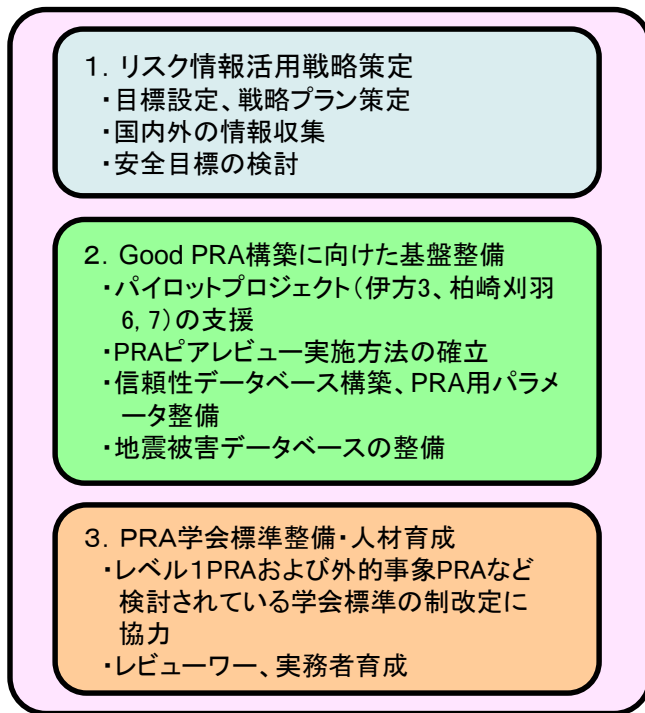 1．リスク情報活用戦略策定
・目標設定、戦略プラン策定
・国内外の情報収集
・安全目標の検討
2．Good PRA構築に向けた基盤整備
・パイロットプロジェクト（伊方3、柏崎刈羽
6, 7）の支援
・PRAピアレビュー実施方法の確立
・信頼性データベース構築、PRA用パラメ
ータ整備
・地震被害データベースの整備
3．PRA学会標準整備・人材育成
・レベル1PRAおよび外的事象PRAなど
検討されている学会標準の制改定に
協力
・レビューワー、実務者育成